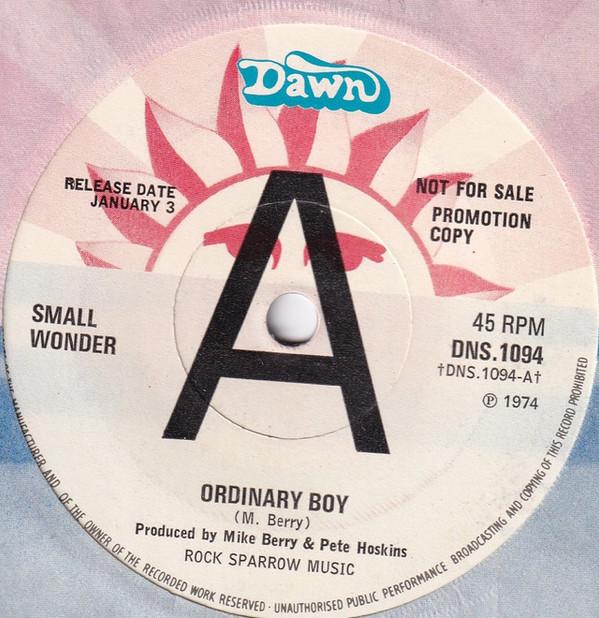 Dawn
RELEASE DATE
JANUARY 3
A
NOT FOR SALE
PROMOTION
COPY
SMALL
WONDER
45 RPM
DNS.1094
†DNS.1094-A†
Ⓟ 1974
ORDINARY BOY
(M. Berry)
Produced by Mike Berry & Pete Hoskins
ROCK SPARROW MUSIC
MANUFACTURER AND OF THE OWNER OF THE RECORDED WORK RESERVED · UNAUTHORISED PUBLIC PERFORMANCE BROADCASTING AND COPYING OF THIS RECORD PROHIBITED